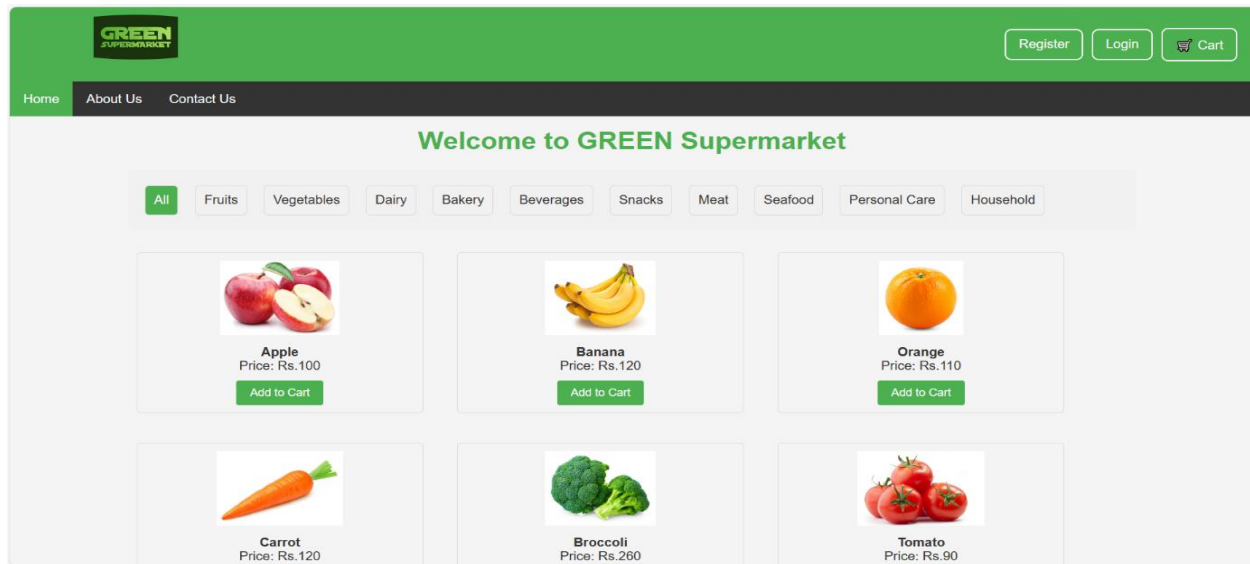 GREEN
SUPERMARKET
Register Login Cart
Home About Us Contact Us
Welcome to GREEN Supermarket
All Fruits Vegetables Dairy Bakery Beverages Snacks Meat Seafood Personal Care Household
Apple Banana Orange
Price: Rs.100 Price: Rs.120 Price: Rs.110
Add to Cart Add to Cart Add to Cart
Carrot Broccoli Tomato
Price: Rs.120 Price: Rs.260 Price: Rs.90